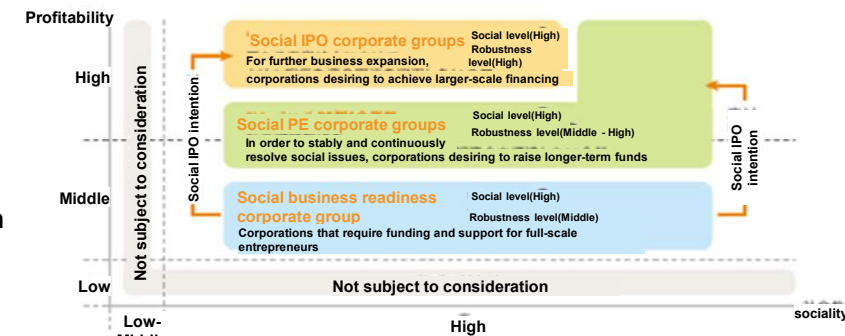 Profitability
High
Middle
Low
Not subject to consideration
Social IPO intention
'Social IPO corporate groups
Social level(High)
Robustness
level(High)
For further business expansion,
corporations desiring to achieve larger-scale financing
Social PE corporate groups
Social level(High)
Robustness level(Middle - High)
In order to stably and continuously
resolve social issues, corporations desiring to raise longer-term funds
Social business readiness
corporate group
Social level(High)
Robustness level(Middle)
Corporations that require funding and support for full-scale
entrepreneurs
Social IPO
intention
Not subject to consideration
Low-
High
sociality